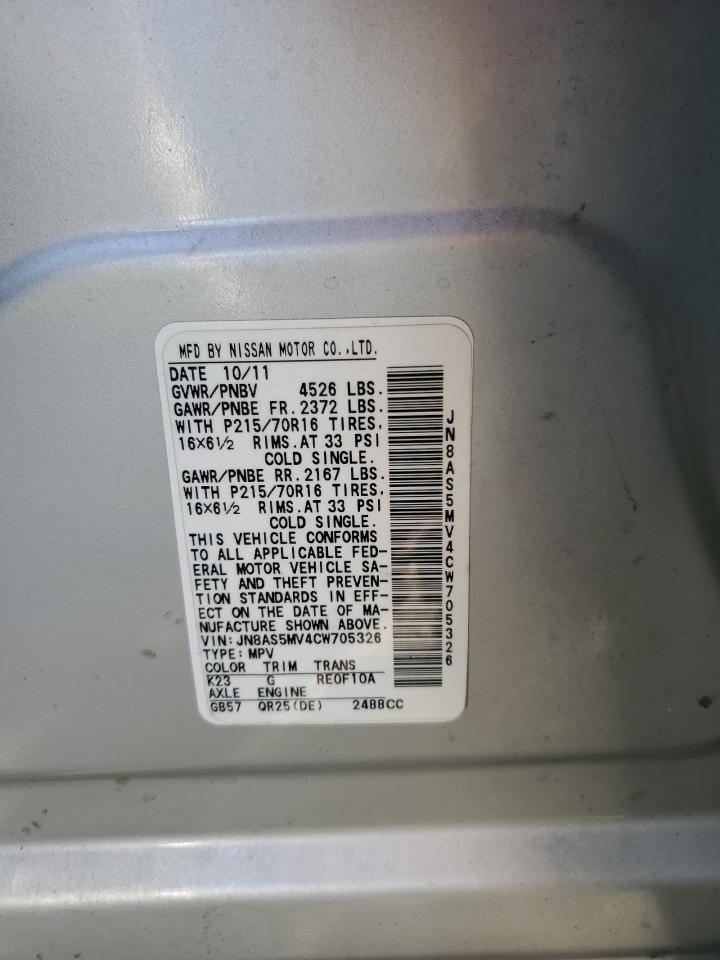 MFD BY NISSAN MOTOR CO.,LTD.
DATE 10/11
GVWR/PNBV 4526 LBS.
GAWR/PNBE FR. 2372 LBS.
WITH P215/70R16 TIRES,
16X6½ RIMS. AT 33 PSI
COLD SINGLE.
GAWR/PNBE RR. 2167 LBS.
WITH P215/70R16 TIRES,
16X6½ RIMS. AT 33 PSI
COLD SINGLE.
THIS VEHICLE CONFORMS
TO ALL APPLICABLE FED-
ERAL MOTOR VEHICLE SA-
FETY AND THEFT PREVEN-
TION STANDARDS IN EFF-
ECT ON THE DATE OF MA-
NUFACTURE SHOWN ABOVE.
VIN: JN8AS5MV4CW705326
TYPE: MPV
COLOR TRIM TRANS
K23 G RE0F10A
AXLE ENGINE
GB57 QR25(DE) 2488CC
JN8AS5MV4CW705326